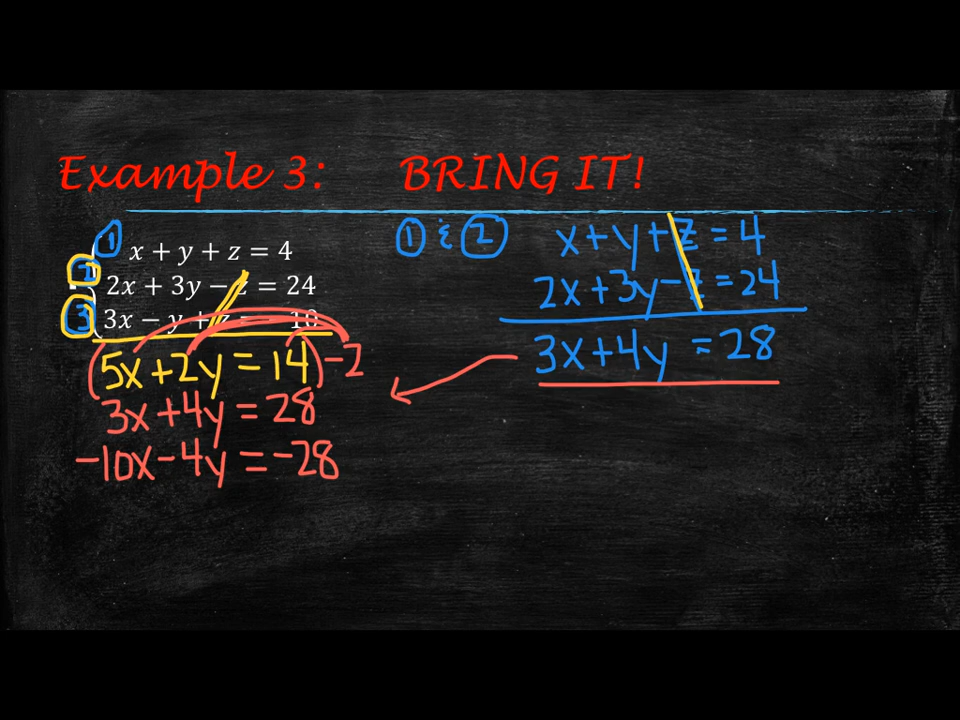 Example 3: BRING IT!
① x + y + z = 4
② 2x + 3y − z = 24
③ 3x − y + z = −10
(5x + 2y = 14) −2
3x + 4y = 28
−10x − 4y = −28
① & ② x + y + z = 4
2x + 3y − z = 24
3x + 4y = 28